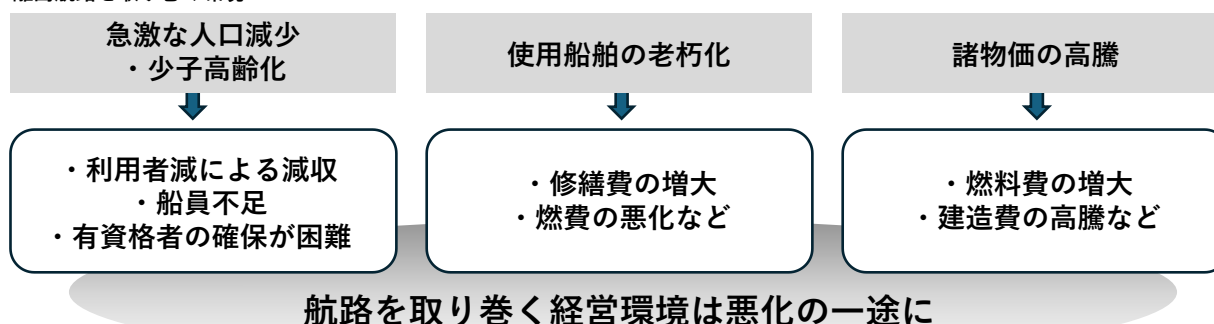 急激な人口減少
・少子高齢化
使用船舶の老朽化
諸物価の高騰
・利用者減による減収
・船員不足
・有資格者の確保が困難
・修繕費の増大
・燃費の悪化など
・燃料費の増大
・建造費の高騰など
航路を取り巻く経営環境は悪化の一途に